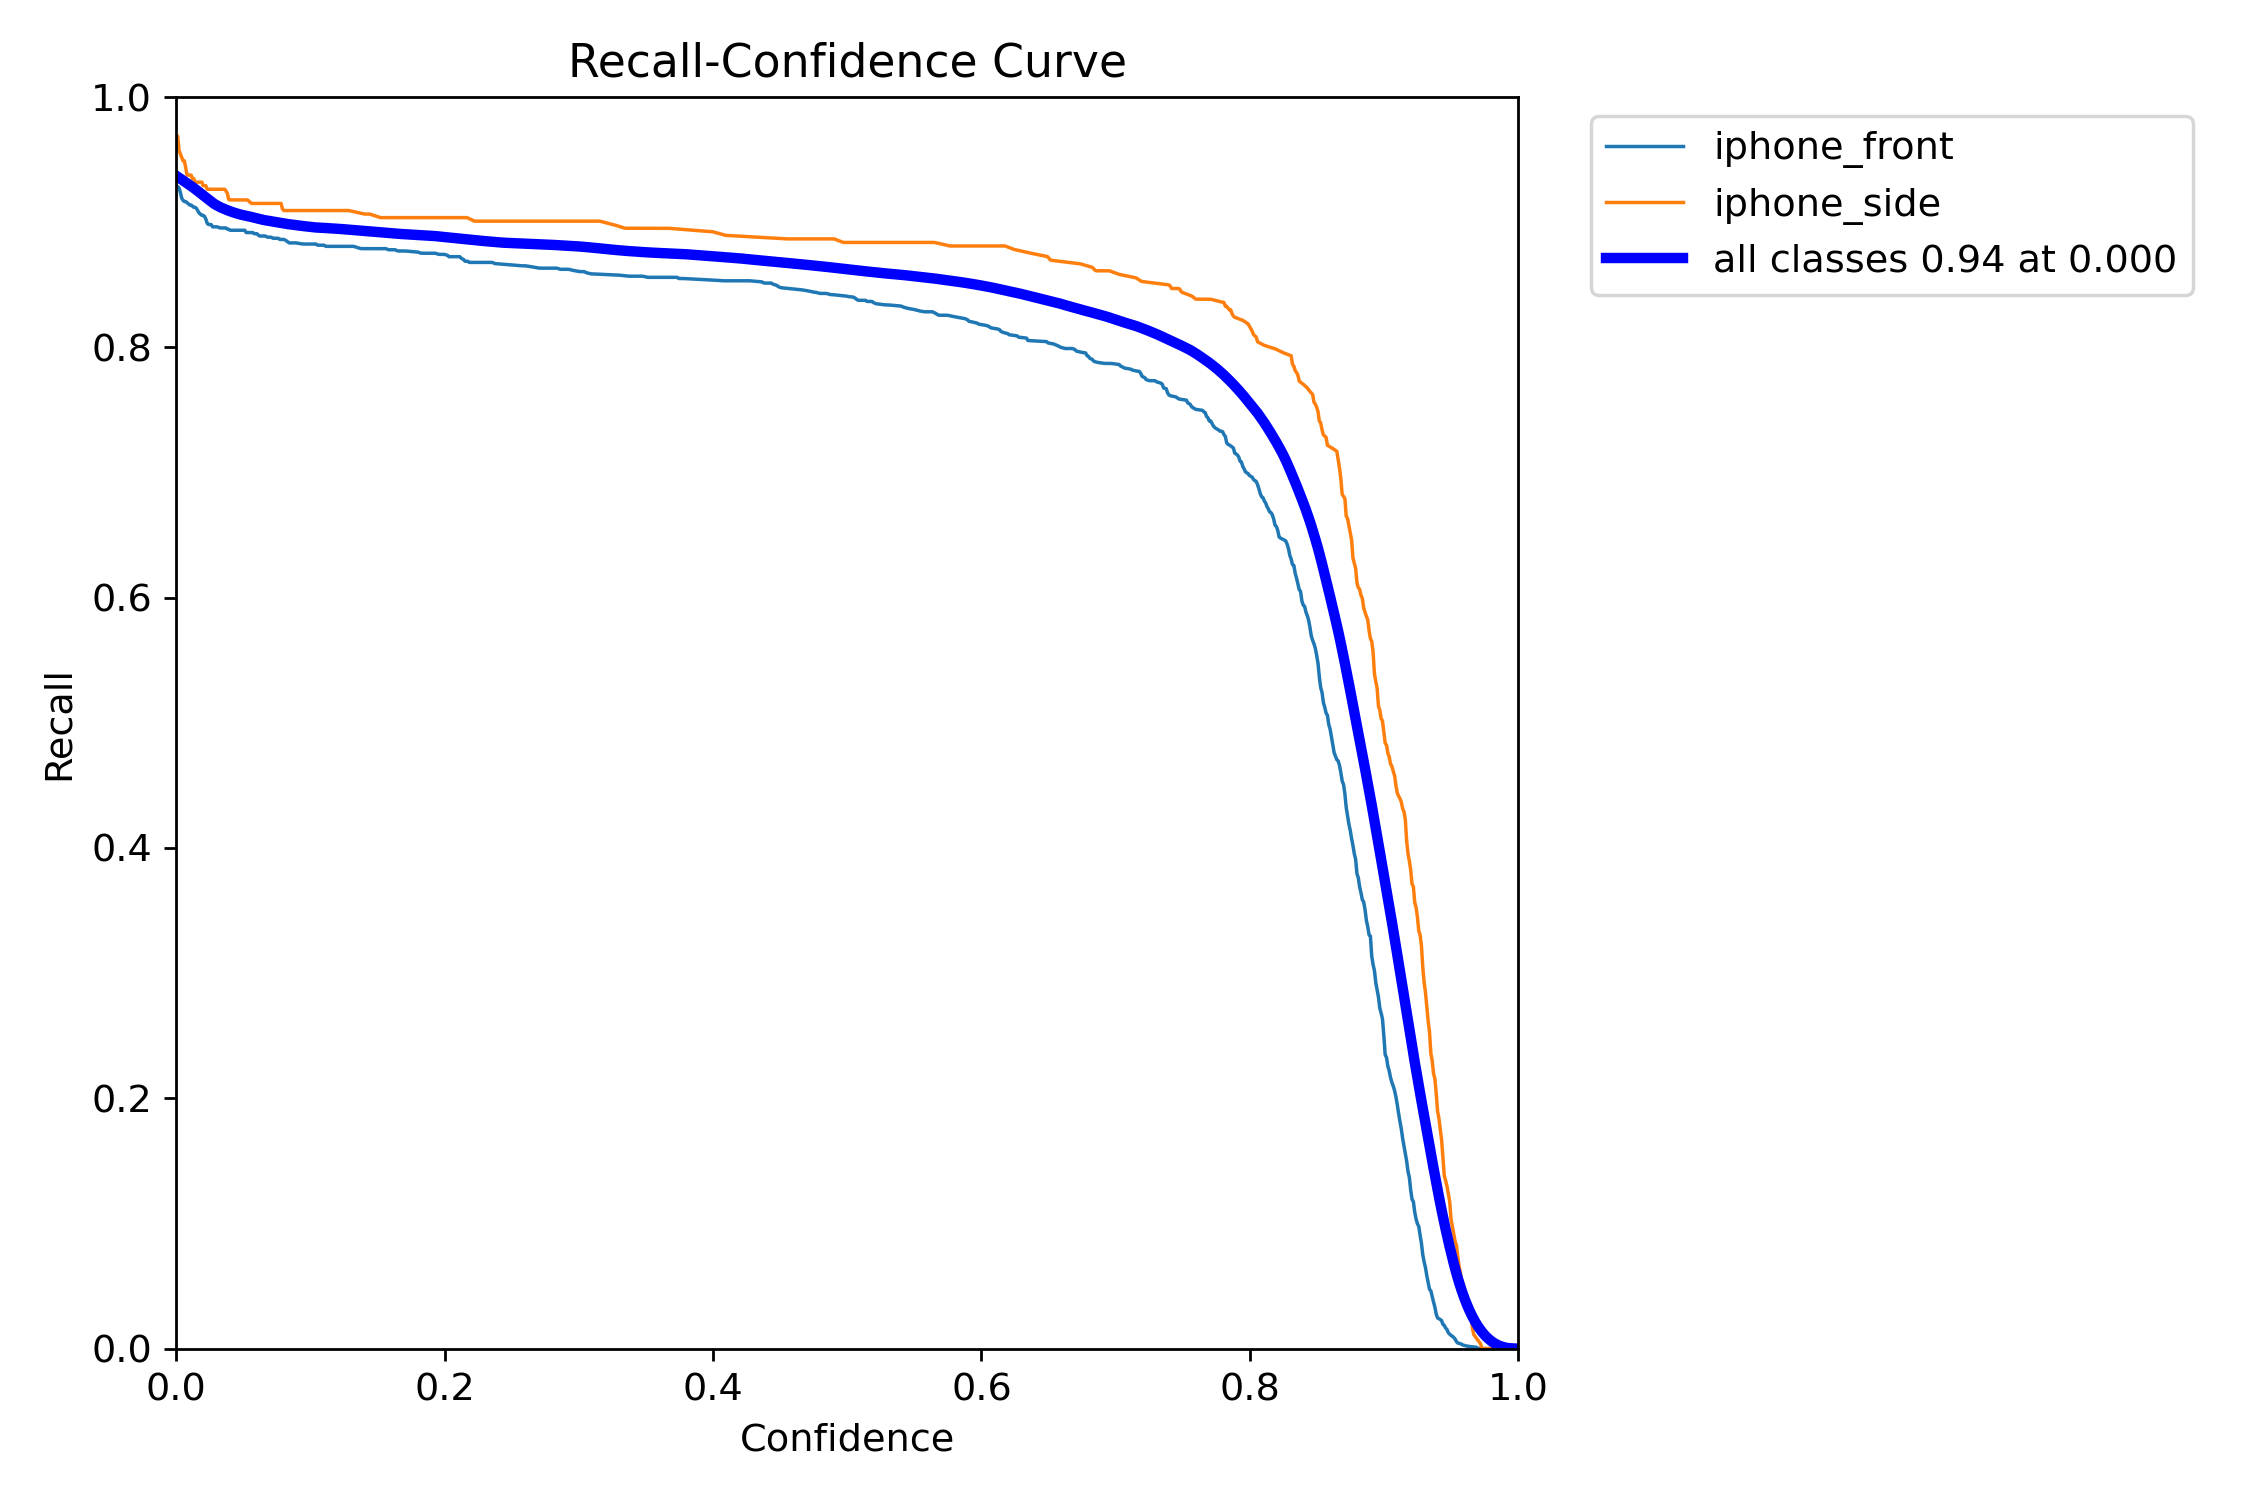 Recall-Confidence Curve
1.0
0.8
0.6
0.4
0.2
0.0
Recall
0.0 0.2 0.4 0.6 0.8 1.0
Confidence
iphone_front
iphone_side
all classes 0.94 at 0.000